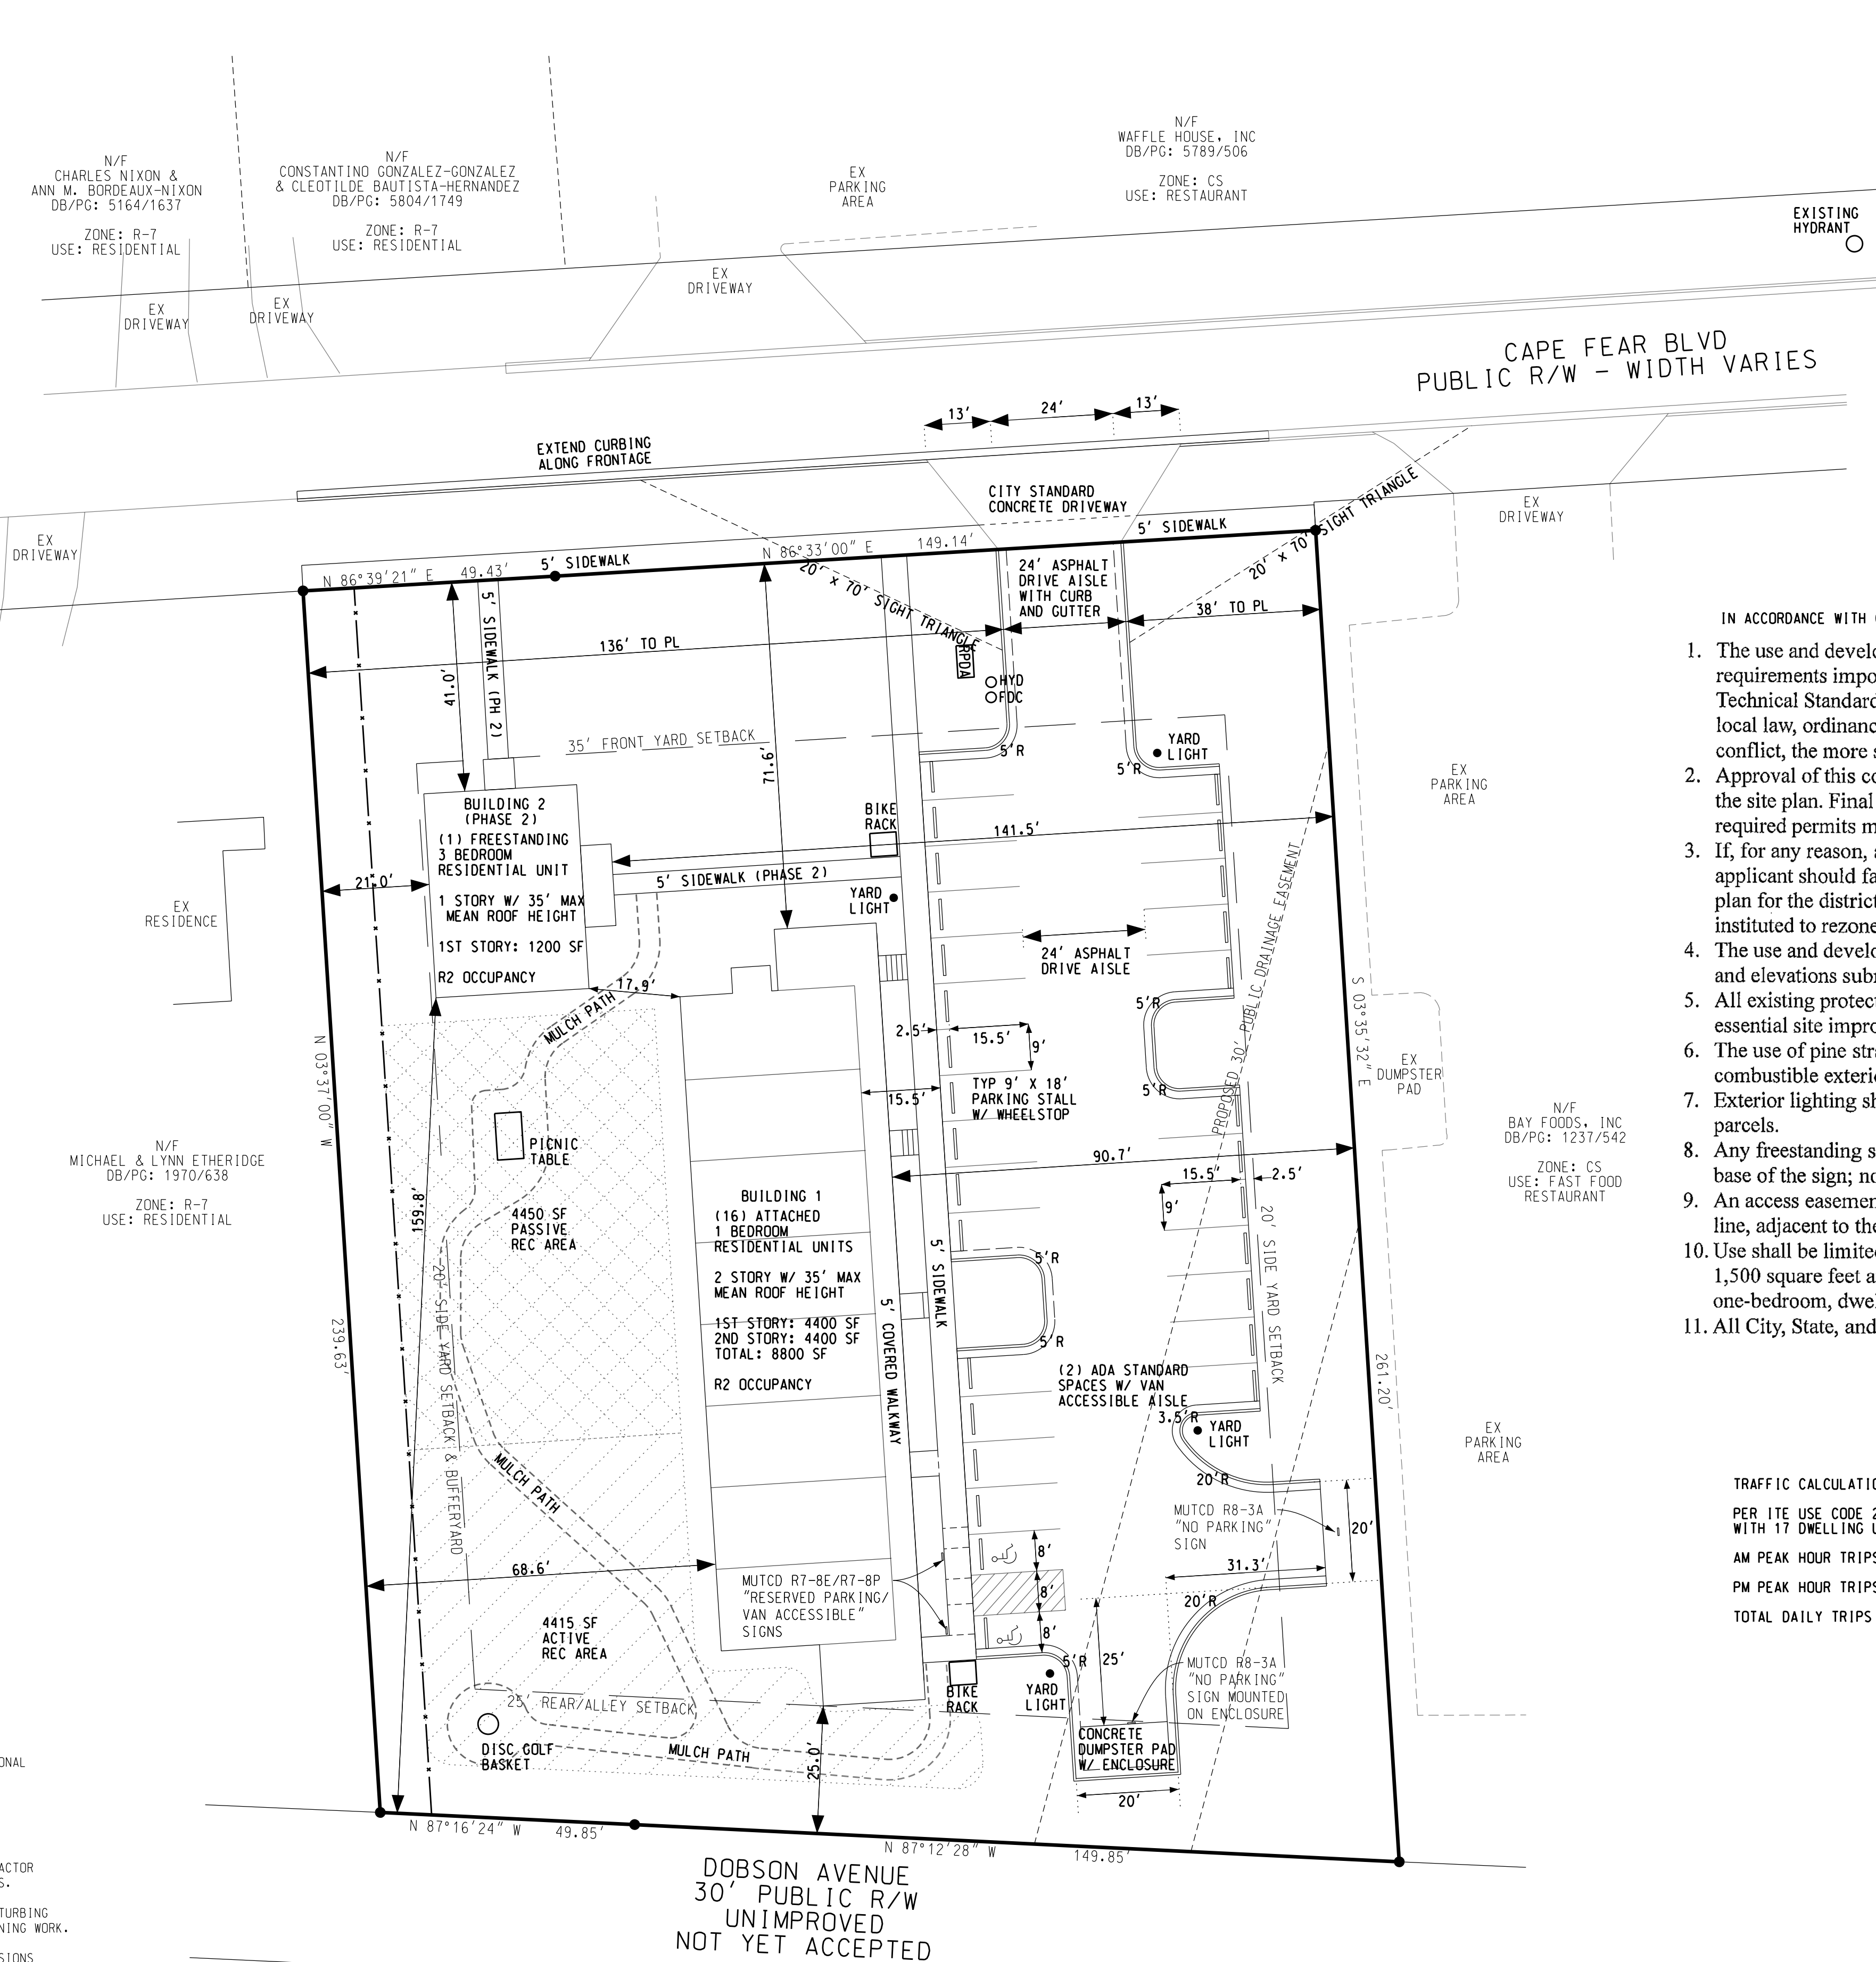 N/F
CHARLES NIXON &
ANN M. BORDEAUX-NIXON
DB/PG: 5164/1637
ZONE: R-7
USE: RESIDENTIAL
N/F
CONSTANTINO GONZALEZ-GONZALEZ
& CLEOTILDE BAUTISTA-HERNANDEZ
DB/PG: 5804/1749
ZONE: R-7
USE: RESIDENTIAL
EX
PARKING
AREA
N/F
WAFFLE HOUSE, INC
DB/PG: 5789/506
ZONE: CS
USE: RESTAURANT
EXISTING
HYDRANT
EX
DRIVEWAY
EX
DRIVEWAY
EX
DRIVEWAY
CAPE FEAR BLVD
PUBLIC R/W - WIDTH VARIES
13'
24'
13'
EXTEND CURBING
ALONG FRONTAGE
CITY STANDARD
CONCRETE DRIVEWAY
5' SIDEWALK
EX
DRIVEWAY
EX
DRIVEWAY
N 86°39'21" E
49.43'
5' SIDEWALK
N 86°33'00" E
149.14'
20' x 70' SIGHT TRIANGLE
20' x 70' SIGHT TRIANGLE
24' ASPHALT
DRIVE AISLE
WITH CURB
AND GUTTER
38' TO PL
136' TO PL
5' SIDEWALK (PH 2)
41.0'
71.6'
RPDA
HYD
FDC
35' FRONT YARD SETBACK
5'R
5'R
YARD
LIGHT
EX
PARKING
AREA
BUILDING 2
(PHASE 2)
(1) FREESTANDING
3 BEDROOM
RESIDENTIAL UNIT
1 STORY W/ 35' MAX
MEAN ROOF HEIGHT
1ST STORY: 1200 SF
R2 OCCUPANCY
BIKE
RACK
141.5'
5' SIDEWALK (PHASE 2)
YARD
LIGHT
21.0'
EX
RESIDENCE
24' ASPHALT
DRIVE AISLE
PROPOSED 30' PUBLIC DRAINAGE EASEMENT
17.9'
MULCH PATH
5'R
5'R
2.5'
15.5'
9'
TYP 9' X 18'
PARKING STALL
W/ WHEELSTOP
15.5'
S 03°35'32" E
EX
DUMPSTER
PAD
N 03°37'00" W
N/F
BAY FOODS, INC
DB/PG: 1237/542
ZONE: CS
USE: FAST FOOD
RESTAURANT
N/F
MICHAEL & LYNN ETHERIDGE
DB/PG: 1970/638
ZONE: R-7
USE: RESIDENTIAL
PICNIC
TABLE
90.7'
15.5'
2.5'
9'
159.8'
4450 SF
PASSIVE
REC AREA
BUILDING 1
(16) ATTACHED
1 BEDROOM
RESIDENTIAL UNITS
2 STORY W/ 35' MAX
MEAN ROOF HEIGHT
1ST STORY: 4400 SF
2ND STORY: 4400 SF
TOTAL: 8800 SF
R2 OCCUPANCY
5' SIDEWALK
5' COVERED WALKWAY
5'R
5'R
20' SIDE YARD SETBACK
20' SIDE YARD SETBACK & BUFFERYARD
239.63'
261.20'
(2) ADA STANDARD
SPACES W/ VAN
ACCESSIBLE AISLE
3.5'R
YARD
LIGHT
20'R
EX
PARKING
AREA
MULCH PATH
MUTCD R8-3A
"NO PARKING"
SIGN
20'
31.3'
8'
8'
8'
68.6'
MUTCD R7-8E/R7-8P
"RESERVED PARKING/
VAN ACCESSIBLE"
SIGNS
20'R
4415 SF
ACTIVE
REC AREA
5'R
25'
MUTCD R8-3A
"NO PARKING"
SIGN MOUNTED
ON ENCLOSURE
BIKE
RACK
YARD
LIGHT
25' REAR/ALLEY SETBACK
DISC GOLF
BASKET
MULCH PATH
25.0'
CONCRETE
DUMPSTER PAD
W/ ENCLOSURE
20'
N 87°16'24" W
49.85'
N 87°12'28" W
149.85'
DOBSON AVENUE
30' PUBLIC R/W
UNIMPROVED
NOT YET ACCEPTED
IN ACCORDANCE WITH
1. The use and develo
requirements impo
Technical Standard
local law, ordinanc
conflict, the more s
2. Approval of this co
the site plan. Final
required permits m
3. If, for any reason, a
applicant should fa
plan for the district
instituted to rezone
4. The use and develo
and elevations subr
5. All existing protec
essential site impro
6. The use of pine stra
combustible exterio
7. Exterior lighting sh
parcels.
8. Any freestanding s
base of the sign; no
9. An access easemen
line, adjacent to the
10. Use shall be limite
1,500 square feet a
one-bedroom, dwel
11. All City, State, and
TRAFFIC CALCULATIO
PER ITE USE CODE 2
WITH 17 DWELLING U
AM PEAK HOUR TRIPS
PM PEAK HOUR TRIPS
TOTAL DAILY TRIPS
ONAL
ACTOR
S.
TURBING
NING WORK.
SIONS